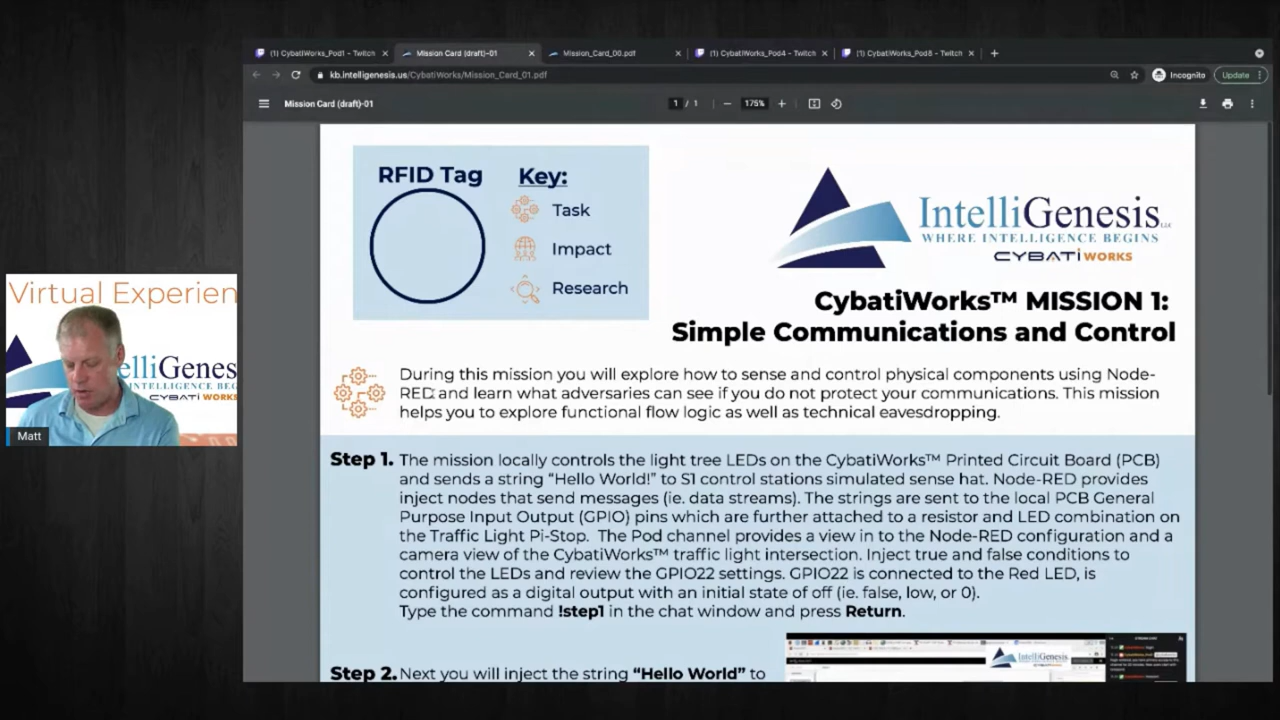 (1) CybatiWorks_Pod1 - Twitch
Mission Card (draft)-01
Mission_Card_00.pdf
(1) CybatiWorks_Pod4 - Twitch
(1) CybatiWorks_Pod8 - Twitch
kb.intelligenesis.us/CybatiWorks/Mission_Card_01.pdf
Incognito
Update
Mission Card (draft)-01
1 / 1
175%
RFID Tag
Key:
Task
Impact
Research
IntelliGenesis LLC
WHERE INTELLIGENCE BEGINS
CYBATIWORKS
CybatiWorks™ MISSION 1:
Simple Communications and Control
During this mission you will explore how to sense and control physical components using Node-
RED and learn what adversaries can see if you do not protect your communications. This mission
helps you to explore functional flow logic as well as technical eavesdropping.
Step 1. The mission locally controls the light tree LEDs on the CybatiWorks™ Printed Circuit Board (PCB)
and sends a string “Hello World!” to S1 control stations simulated sense hat. Node-RED provides
inject nodes that send messages (ie. data streams). The strings are sent to the local PCB General
Purpose Input Output (GPIO) pins which are further attached to a resistor and LED combination on
the Traffic Light Pi-Stop. The Pod channel provides a view in to the Node-RED configuration and a
camera view of the CybatiWorks™ traffic light intersection. Inject true and false conditions to
control the LEDs and review the GPIO22 settings. GPIO22 is connected to the Red LED, is
configured as a digital output with an initial state of off (ie. false, low, or 0).
Type the command !step1 in the chat window and press Return.
Step 2. Next you will inject the string “Hello World” to
IntelliGenesis
Virtual Experien
elliGenes
INTELLIGENCE BEG
CYBATIWORKS
Matt